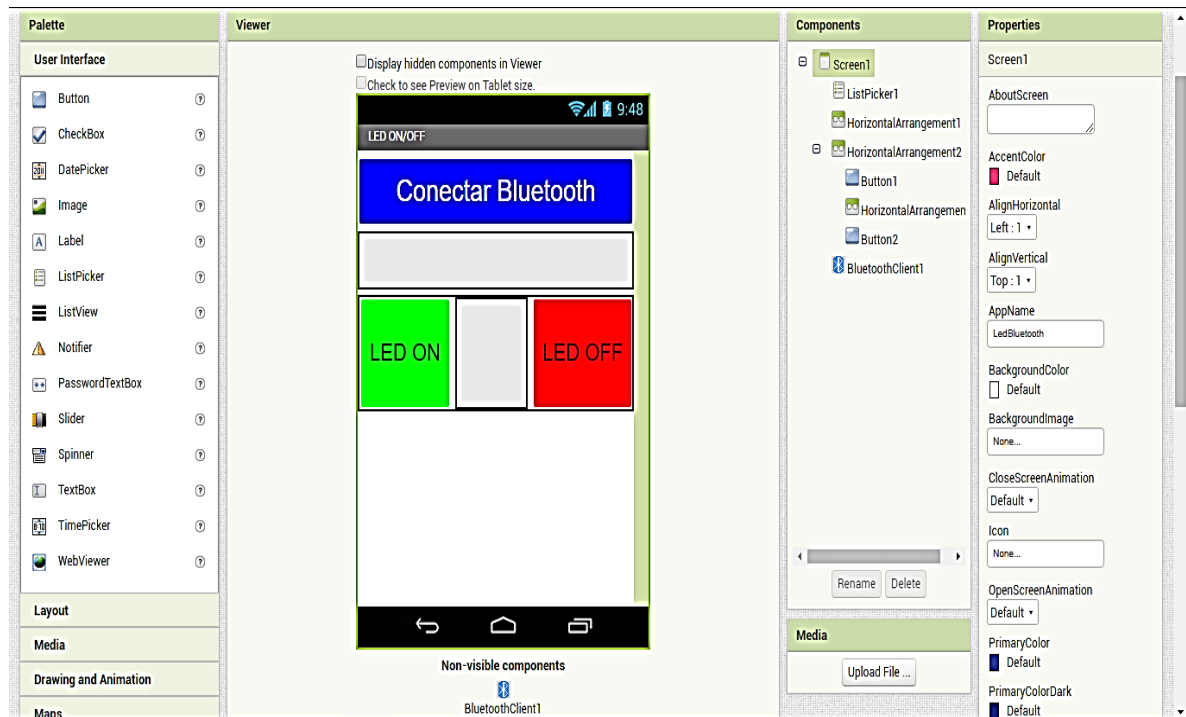 Palette
User Interface
Button
CheckBox
DatePicker
Image
Label
ListPicker
ListView
Notifier
PasswordTextBox
Slider
Spinner
TextBox
TimePicker
WebViewer
Layout
Media
Drawing and Animation
Maps
Viewer
Display hidden components in Viewer
Check to see Preview on Tablet size.
9:48
LED ON/OFF
Conectar Bluetooth
LED ON
LED OFF
Non-visible components
BluetoothClient1
Components
Screen1
ListPicker1
HorizontalArrangement1
HorizontalArrangement2
Button1
HorizontalArrangemen
Button2
BluetoothClient1
Rename Delete
Media
Upload File ...
Properties
Screen1
AboutScreen
AccentColor
Default
AlignHorizontal
Left : 1
AlignVertical
Top : 1
AppName
LedBluetooth
BackgroundColor
Default
BackgroundImage
None...
CloseScreenAnimation
Default
Icon
None...
OpenScreenAnimation
Default
PrimaryColor
Default
PrimaryColorDark
Default